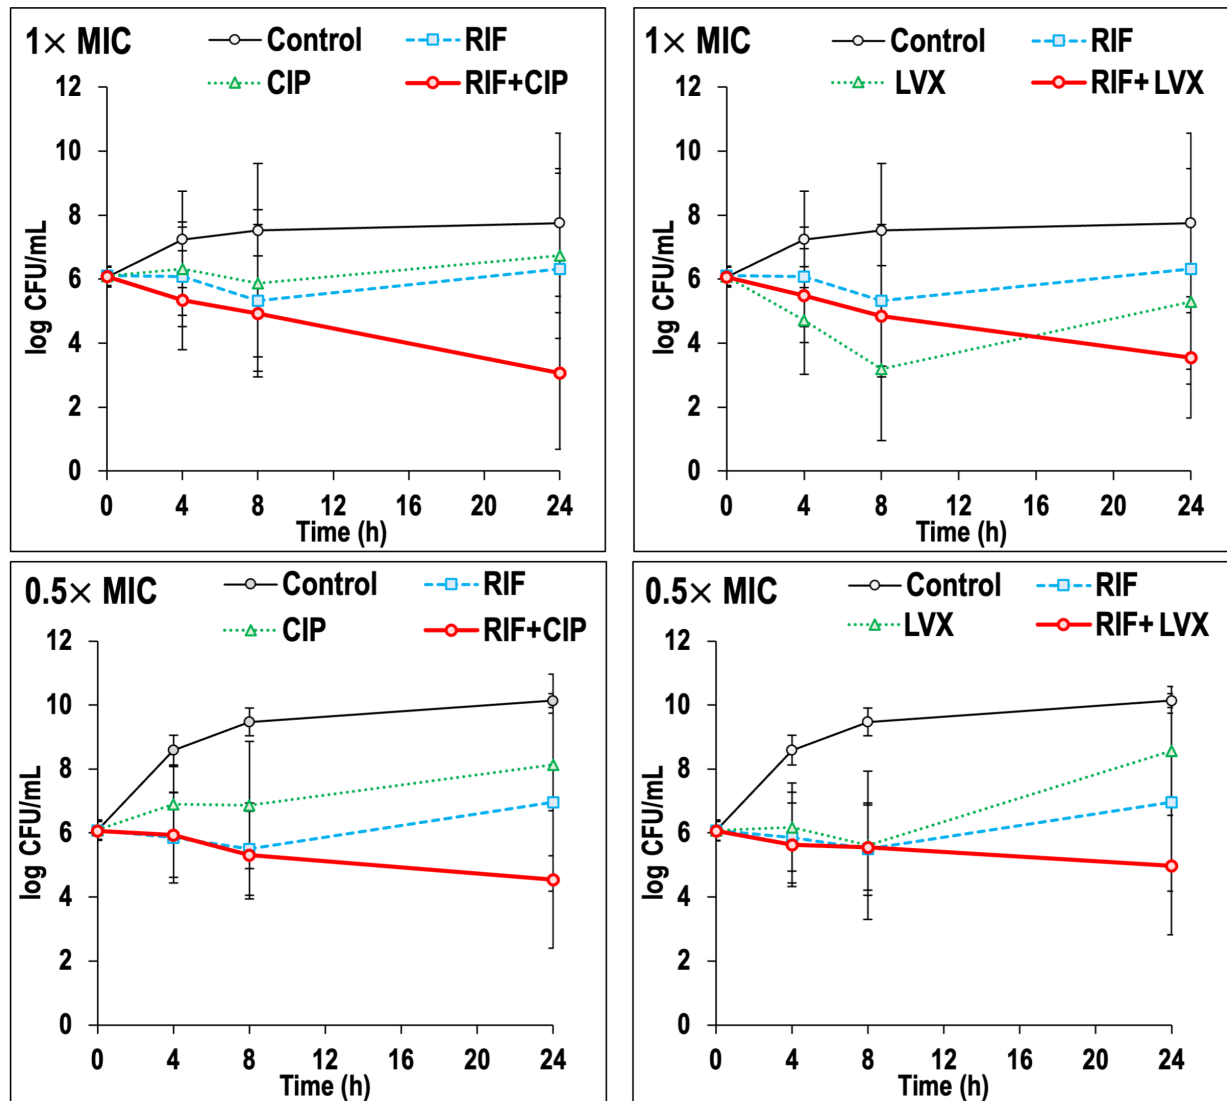 1× MIC
Control
RIF
CIP
RIF+CIP
12
10
8
6
4
2
0
log CFU/mL
0 4 8 12 16 20 24
Time (h)
1× MIC
Control
RIF
LVX
RIF+LVX
12
10
8
6
4
2
0
log CFU/mL
0 4 8 12 16 20 24
Time (h)
0.5× MIC
Control
RIF
CIP
RIF+CIP
12
10
8
6
4
2
0
log CFU/mL
0 4 8 12 16 20 24
Time (h)
0.5× MIC
Control
RIF
LVX
RIF+LVX
12
10
8
6
4
2
0
log CFU/mL
0 4 8 12 16 20 24
Time (h)